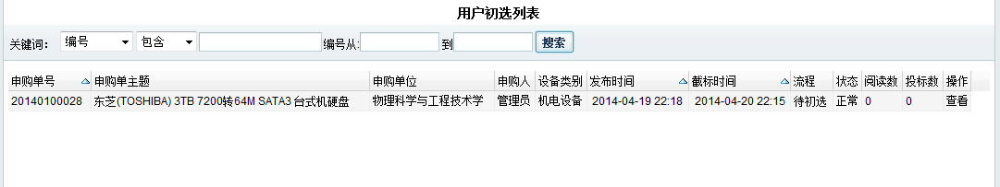 用户初选列表
关键词： 编号 包含 编号从: 到 搜索
申购单号 申购单主题 申购单位 申购人 设备类别 发布时间 截标时间 流程 状态 阅读数 投标数 操作
20140100028 东芝(TOSHIBA) 3TB 7200转64M SATA3 台式机硬盘 物理科学与工程技术学 管理员 机电设备 2014-04-19 22:18 2014-04-20 22:15 待初选 正常 0 0 查看